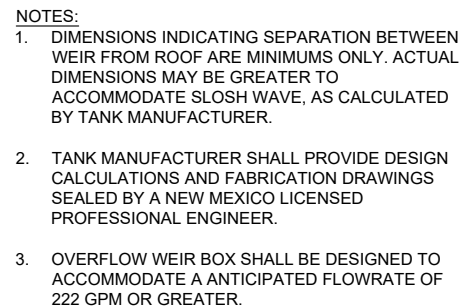 NOTES:
1. DIMENSIONS INDICATING SEPARATION BETWEEN
WEIR FROM ROOF ARE MINIMUMS ONLY. ACTUAL
DIMENSIONS MAY BE GREATER TO
ACCOMMODATE SLOSH WAVE, AS CALCULATED
BY TANK MANUFACTURER.
2. TANK MANUFACTURER SHALL PROVIDE DESIGN
CALCULATIONS AND FABRICATION DRAWINGS
SEALED BY A NEW MEXICO LICENSED
PROFESSIONAL ENGINEER.
3. OVERFLOW WEIR BOX SHALL BE DESIGNED TO
ACCOMMODATE A ANTICIPATED FLOWRATE OF
222 GPM OR GREATER.